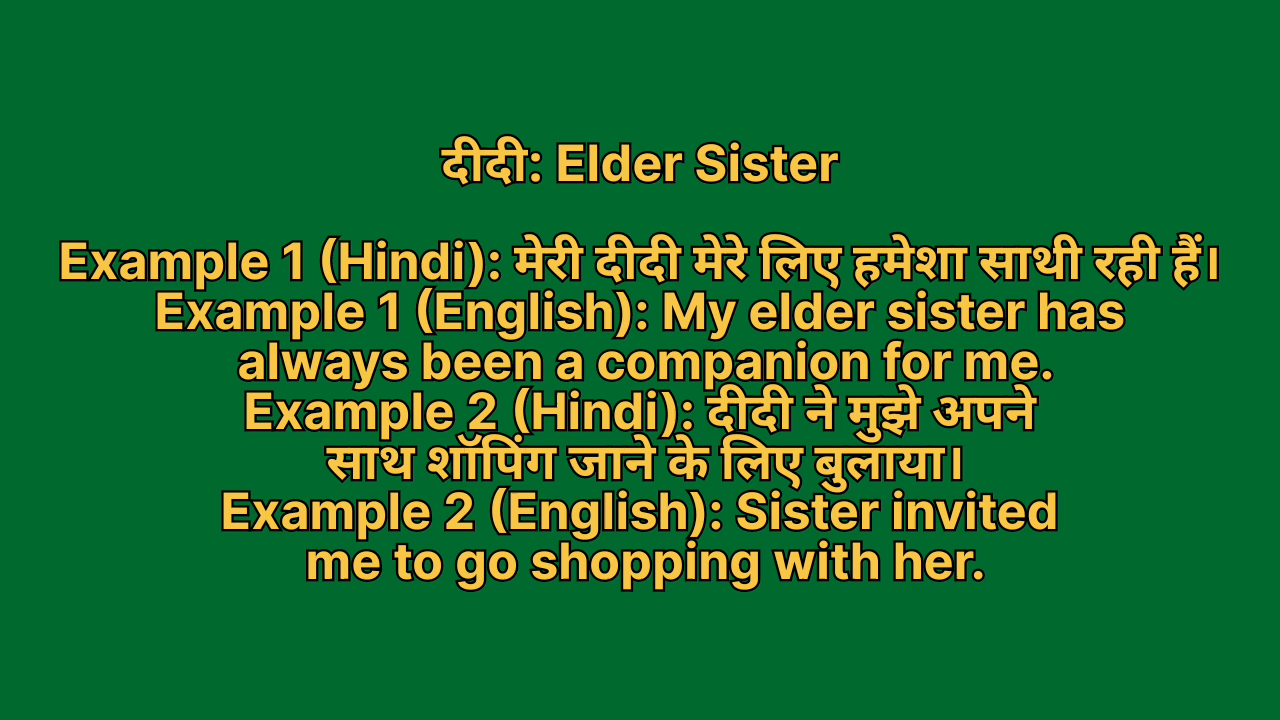 दीदी: Elder Sister
Example 1 (Hindi): मेरी दीदी मेरे लिए हमेशा साथी रही हैं।
Example 1 (English): My elder sister has
always been a companion for me.
Example 2 (Hindi): दीदी ने मुझे अपने
साथ शॉपिंग जाने के लिए बुलाया।
Example 2 (English): Sister invited
me to go shopping with her.